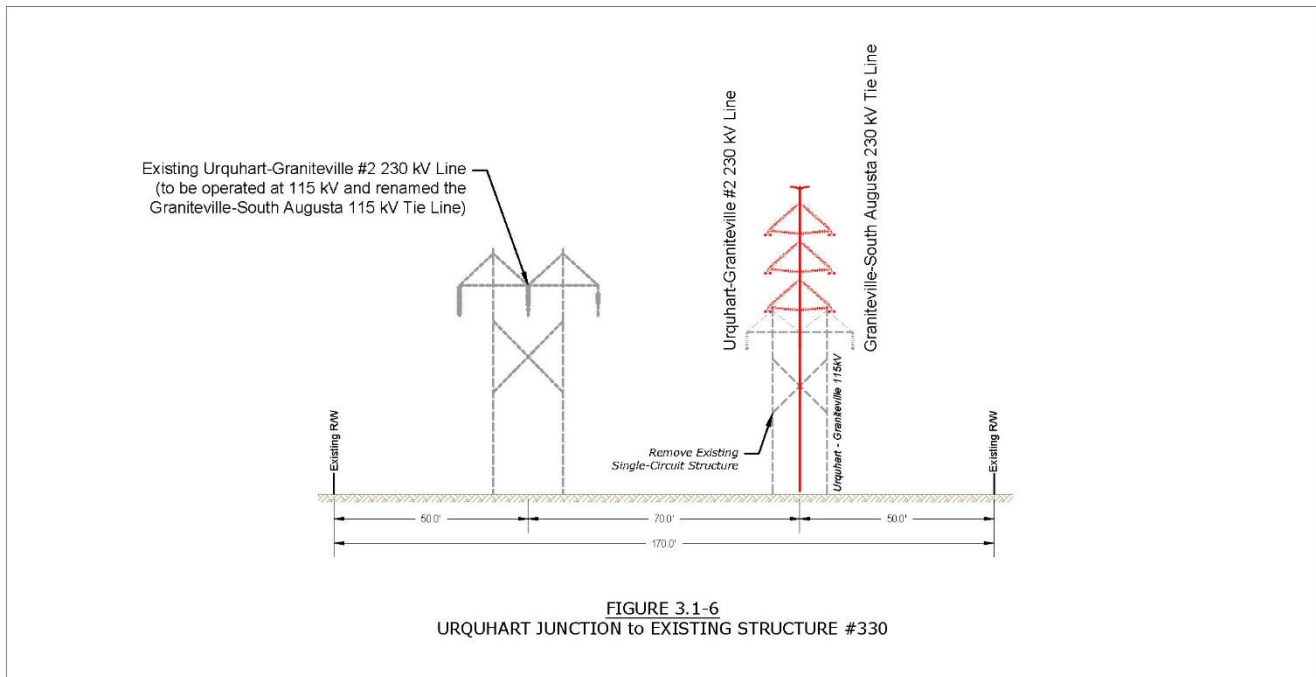 Existing Urquhart-Graniteville #2 230 kV Line
(to be operated at 115 kV and renamed the
Graniteville-South Augusta 115 kV Tie Line)
Urquhart-Graniteville #2 230 kV Line
Graniteville-South Augusta 230 kV Tie Line
Remove Existing
Single-Circuit Structure
Urquhart - Graniteville 115kV
Existing R/W
Existing R/W
50.0'
70.0'
50.0'
170.0'
FIGURE 3.1-6
URQUHART JUNCTION to EXISTING STRUCTURE #330